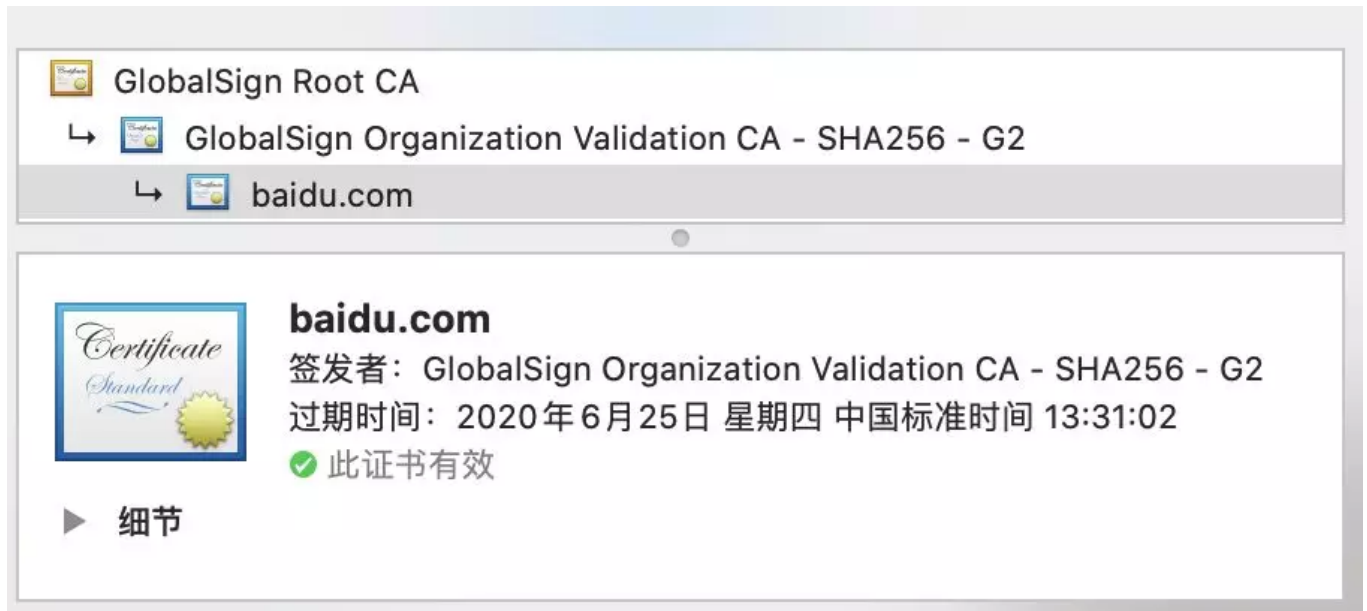 GlobalSign Root CA
GlobalSign Organization Validation CA - SHA256 - G2
baidu.com
Certificate
Standard
baidu.com
签发者：GlobalSign Organization Validation CA - SHA256 - G2
过期时间：2020年6月25日 星期四 中国标准时间 13:31:02
此证书有效
细节